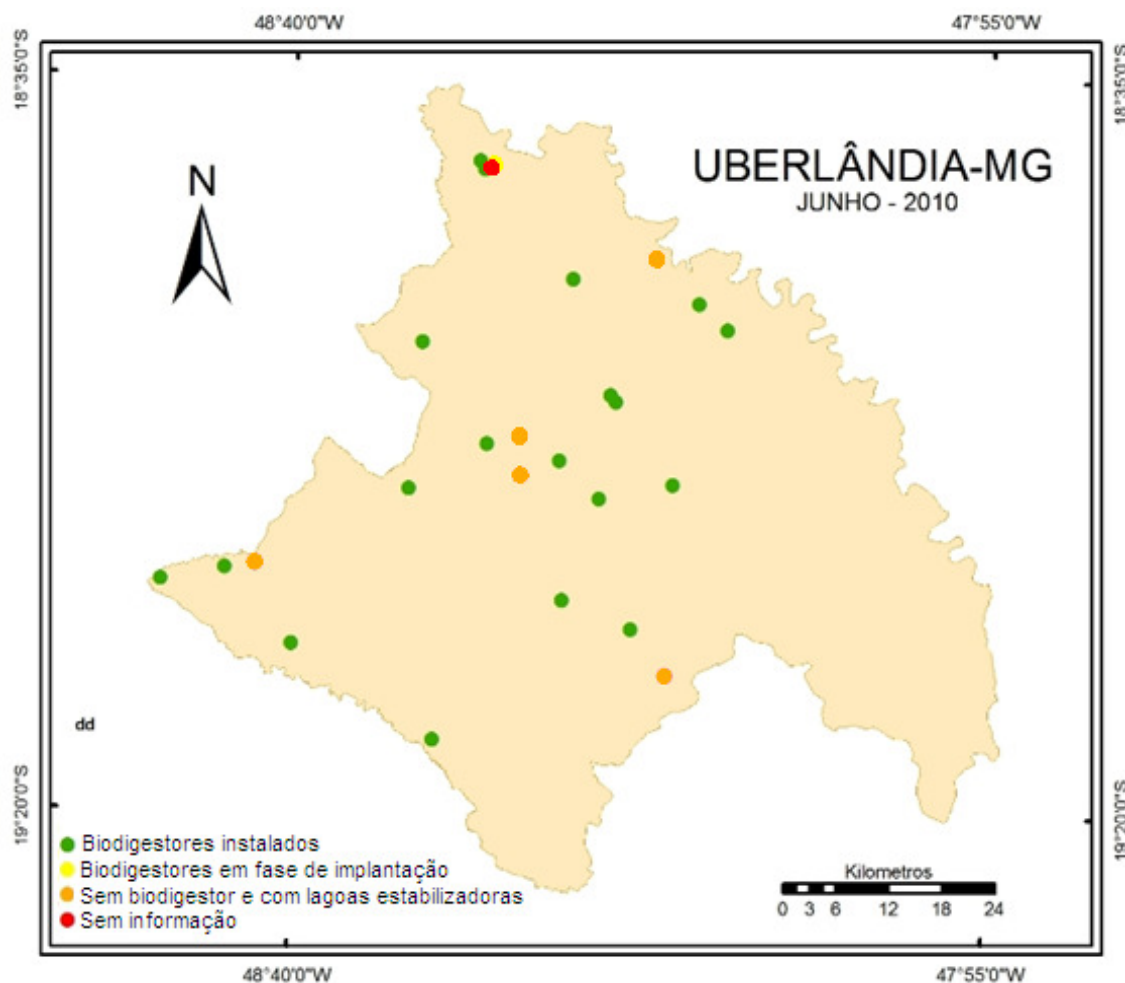 48°40'0"W 47°55'0"W
18°35'0"S
18°35'0"S
UBERLÂNDIA-MG
JUNHO - 2010
N
dd
19°20'0"S
19°20'0"S
Biodigestores instalados
Biodigestores em fase de implantação
Sem biodigestor e com lagoas estabilizadoras
Sem informação
Kilometros
0 3 6 12 18 24
48°40'0"W 47°55'0"W